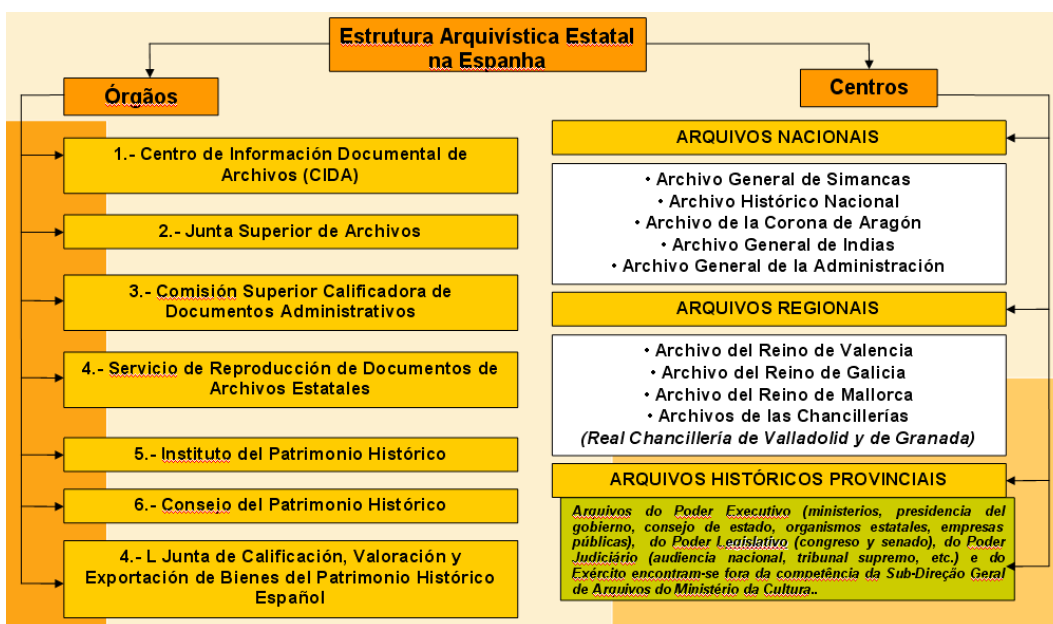 Estrutura Arquivística Estatal
na Espanha
Órgãos
1.- Centro de Información Documental de
Archivos (CIDA)
2.- Junta Superior de Archivos
3.- Comisión Superior Calificadora de
Documentos Administrativos
4.- Servicio de Reproducción de Documentos de
Archivos Estatales
5.- Instituto del Patrimonio Histórico
6.- Consejo del Patrimonio Histórico
4.- L Junta de Calificación, Valoración y
Exportación de Bienes del Patrimonio Histórico
Español
Centros
ARQUIVOS NACIONAIS
• Archivo General de Simancas
• Archivo Histórico Nacional
• Archivo de la Corona de Aragón
• Archivo General de Indias
• Archivo General de la Administración
ARQUIVOS REGIONAIS
• Archivo del Reino de Valencia
• Archivo del Reino de Galicia
• Archivo del Reino de Mallorca
• Archivos de las Chancillerías
(Real Chancillería de Valladolid y de Granada)
ARQUIVOS HISTÓRICOS PROVINCIAIS
Arquivos do Poder Executivo (ministerios, presidencia del
gobierno, consejo de estado, organismos estatales, empresas
públicas), do Poder Legislativo (congreso y senado), do Poder
Judiciário (audiencia nacional, tribunal supremo, etc.) e do
Exército encontram-se fora da competência da Sub-Direção Geral
de Arquivos do Ministério da Cultura..